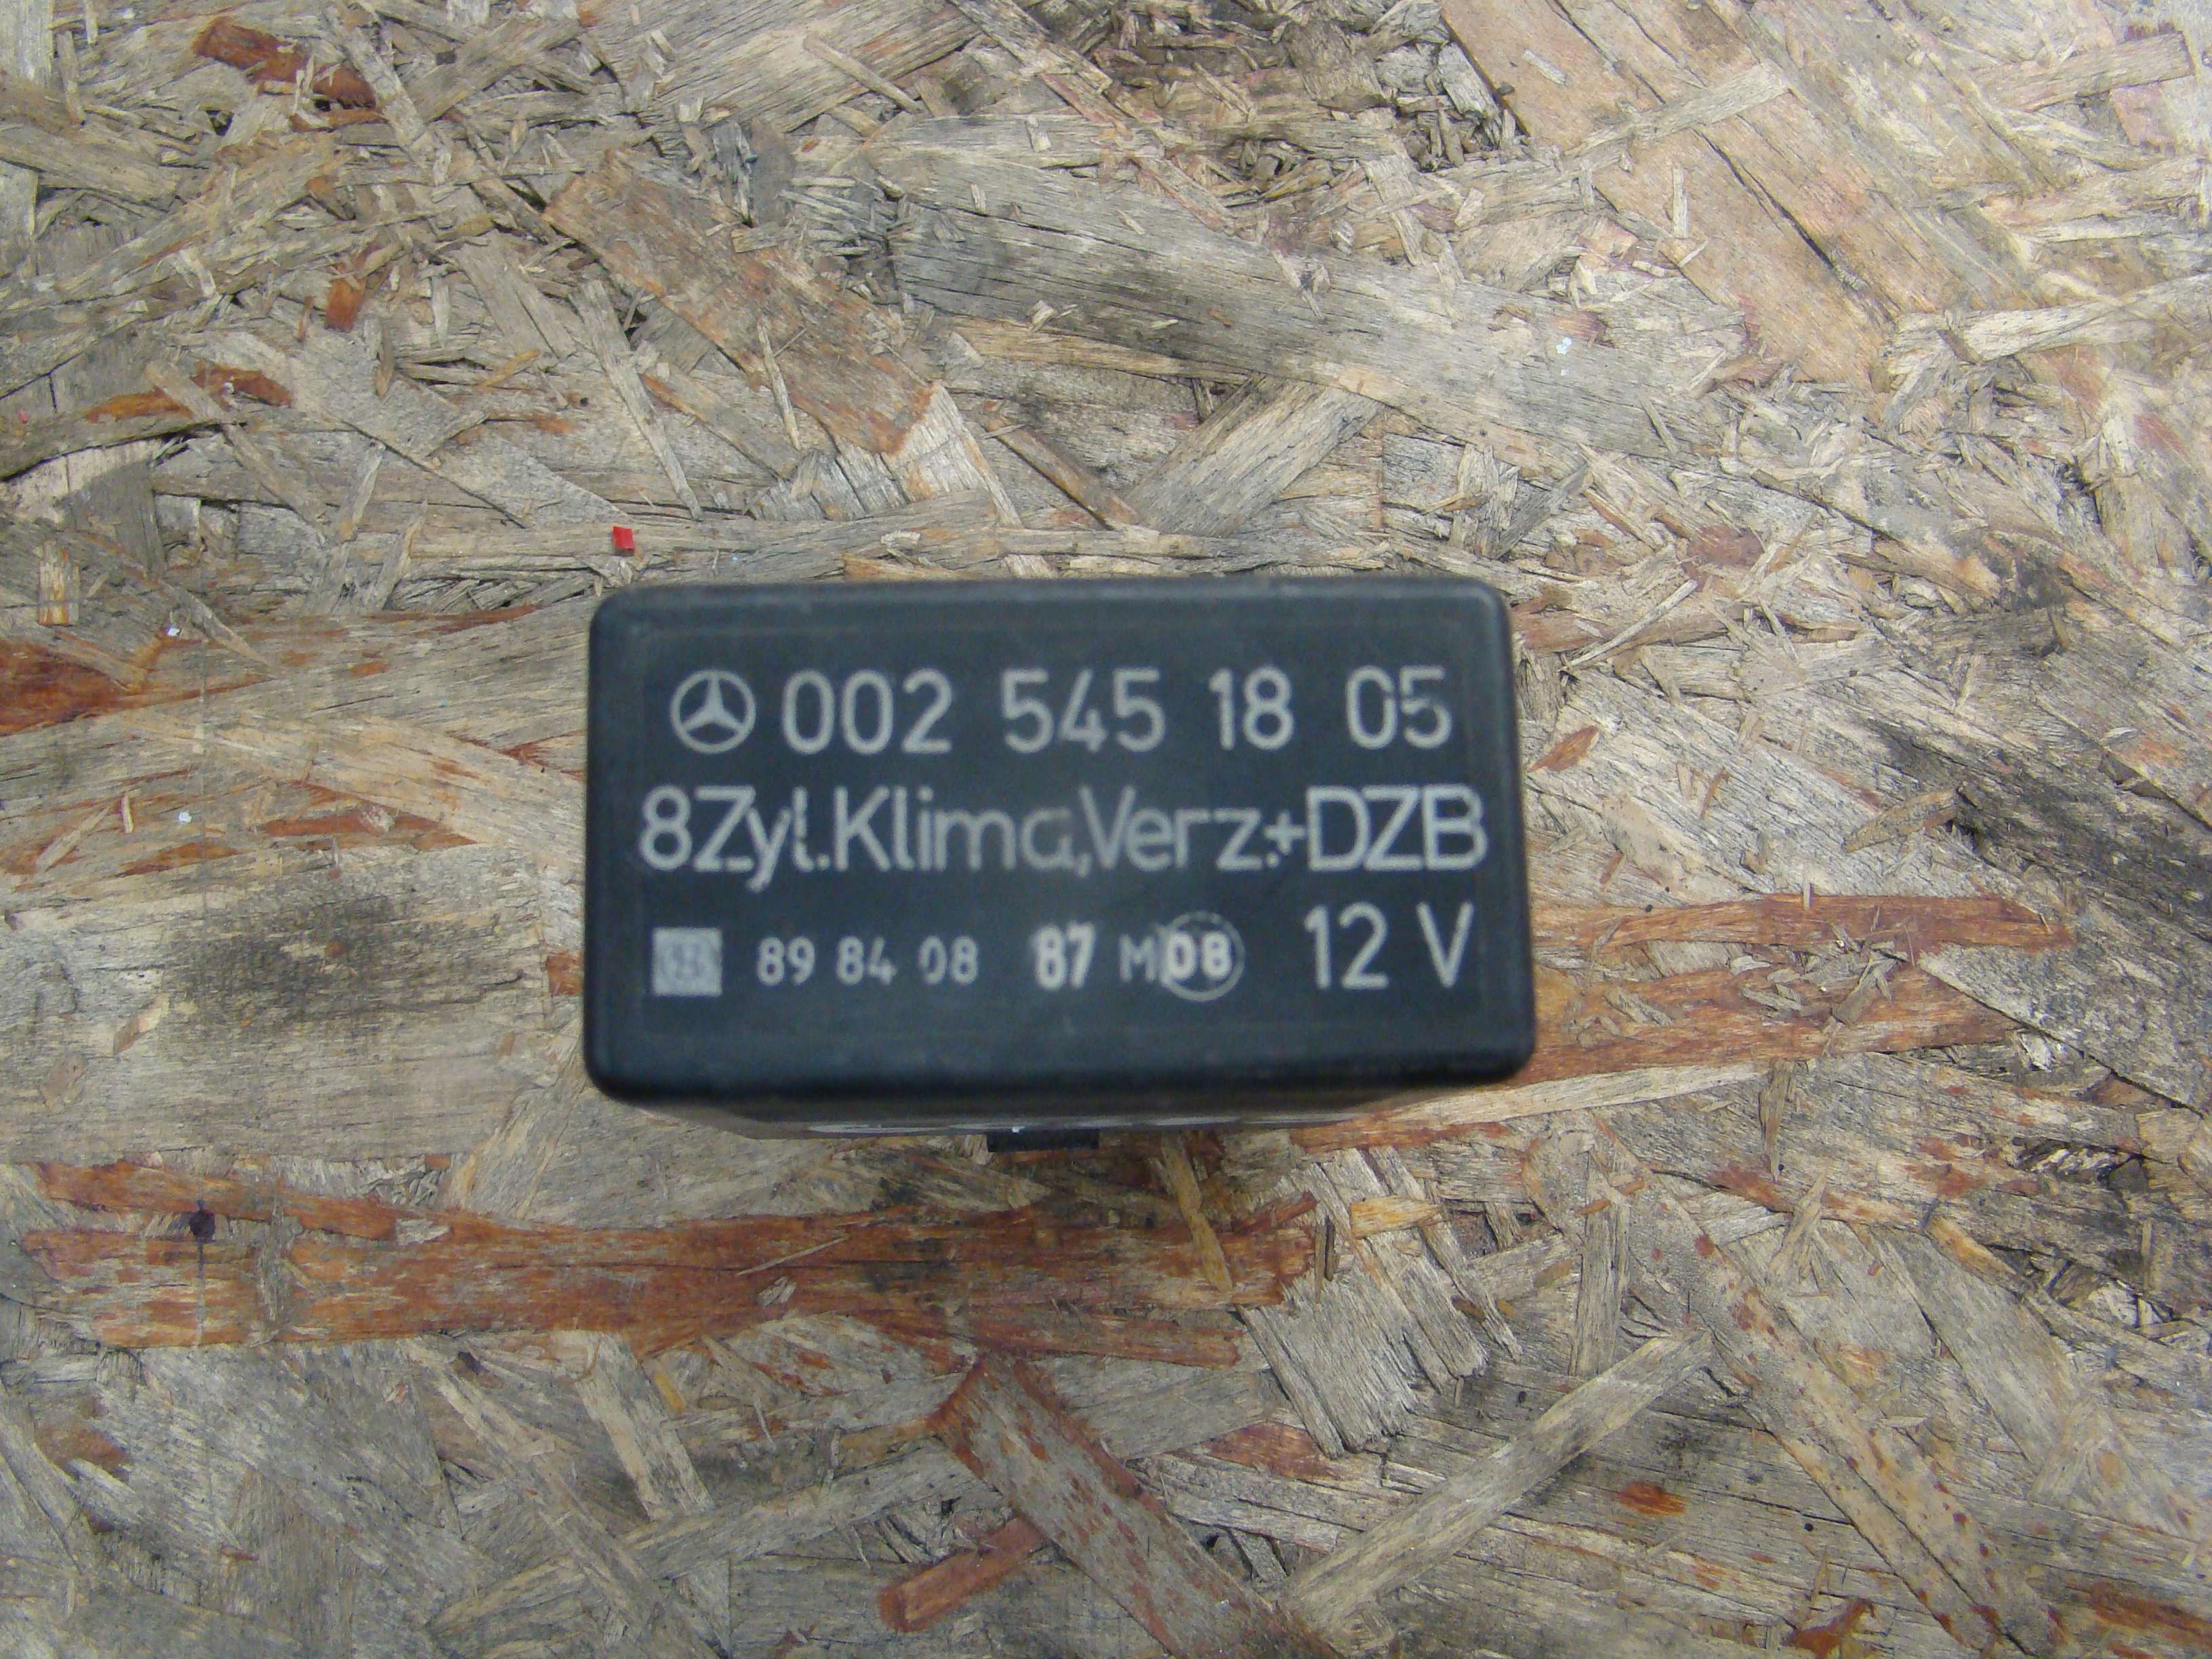 002 545 18 05
8Zyl.Klima,Verz.+DZB
89 84 08 87 M 08 12 V